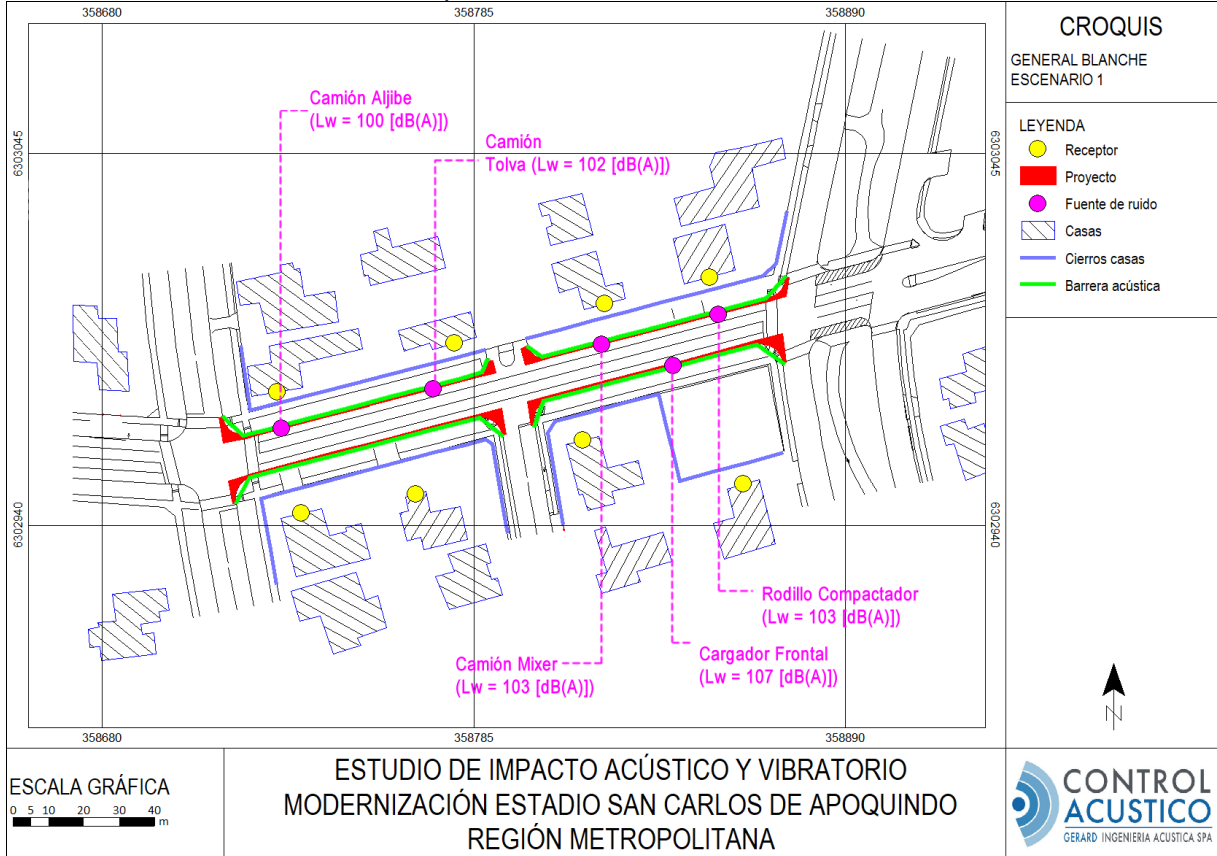 358680
358785
358890
6303045
6303045
Camión Aljibe
(Lw = 100 [dB(A)])
Camión
Tolva (Lw = 102 [dB(A)])
6302940
6302940
Rodillo Compactador
(Lw = 103 [dB(A)])
Camión Mixer
(Lw = 103 [dB(A)])
Cargador Frontal
(Lw = 107 [dB(A)])
358680
358785
358890
CROQUIS
GENERAL BLANCHE
ESCENARIO 1
LEYENDA
Receptor
Proyecto
Fuente de ruido
Casas
Cierros casas
Barrera acústica
N
ESCALA GRÁFICA
0 5 10 20 30 40
m
ESTUDIO DE IMPACTO ACÚSTICO Y VIBRATORIO
MODERNIZACIÓN ESTADIO SAN CARLOS DE APOQUINDO
REGIÓN METROPOLITANA
CONTROL
ACUSTICO
GERARD INGENIERIA ACUSTICA SPA